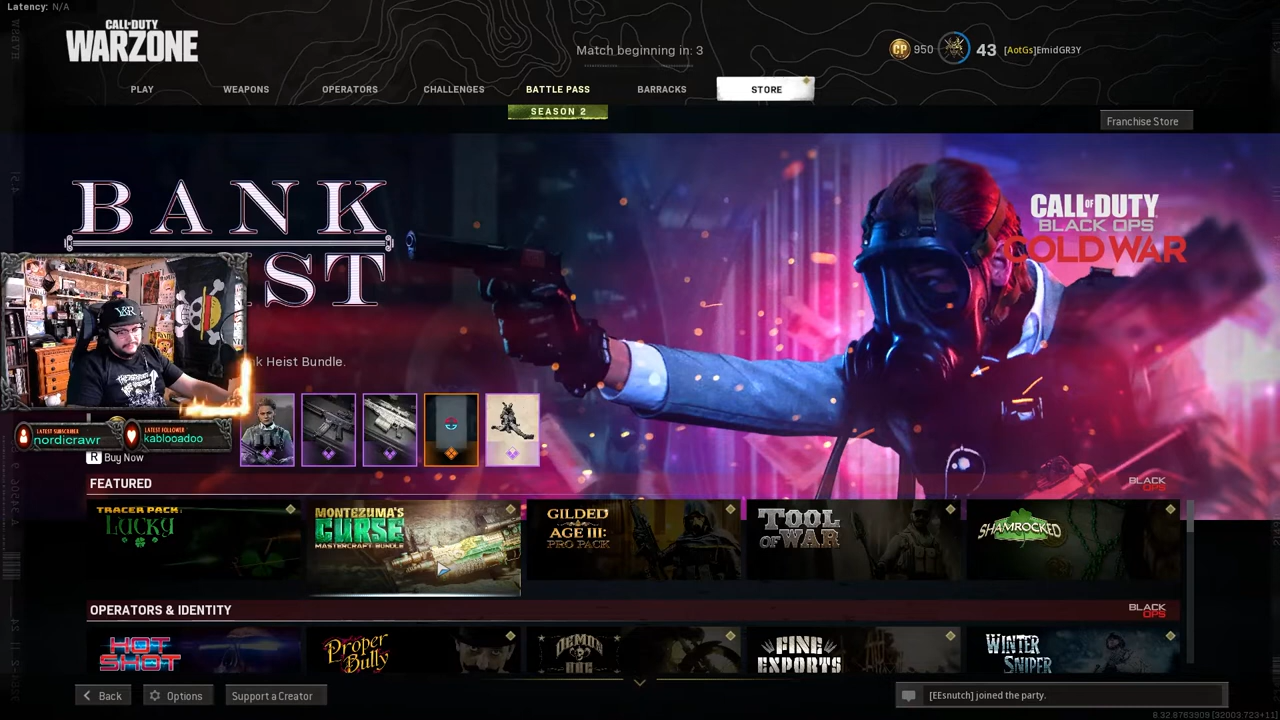 Latency: N/A
CALL OF DUTY
WARZONE
Match beginning in: 3
CP 950
43
[AotGs]EmidGR3Y
PLAY
WEAPONS
OPERATORS
CHALLENGES
BATTLE PASS
BARRACKS
STORE
SEASON 2
Franchise Store
BANK
ST
CALL OF DUTY
BLACK OPS
COLD WAR
k Heist Bundle.
LATEST SUBSCRIBER
nordicrawr
LATEST FOLLOWER
kablooadoo
R Buy Now
FEATURED
BLACK OPS
TRACER PACK:
LUCKY
MONTEZUMA'S
CURSE
MASTERCRAFT BUNDLE
GILDED
AGE III:
PRO PACK
TOOL
OF WAR
SHAMROCKED
OPERATORS & IDENTITY
BLACK OPS
HOT
SHOT
Proper
Bully
FINE
ESPORTS
WINTER
SNIPER
Back
Options
Support a Creator
[EEsnutch] joined the party.